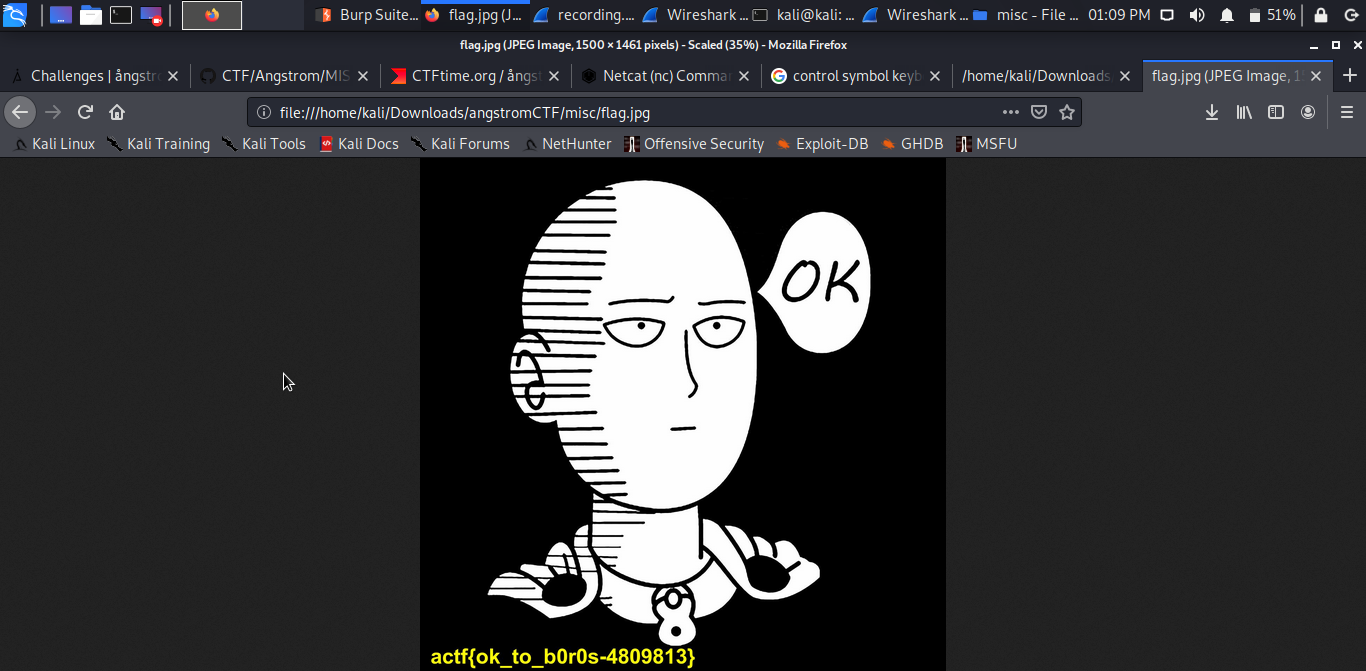 Burp Suite... flag.jpg (J... recording.... Wireshark ... kali@kali: ... Wireshark ... misc - File ... 01:09 PM 51%
flag.jpg (JPEG Image, 1500 × 1461 pixels) - Scaled (35%) - Mozilla Firefox
Challenges | ångstr CTF/Angstrom/MIS CTFtime.org / ångst Netcat (nc) Comma control symbol keyb /home/kali/Downloads flag.jpg (JPEG Image, 1
file:///home/kali/Downloads/angstromCTF/misc/flag.jpg
Kali Linux Kali Training Kali Tools Kali Docs Kali Forums NetHunter Offensive Security Exploit-DB GHDB MSFU
OK
actf{ok_to_b0r0s-4809813}